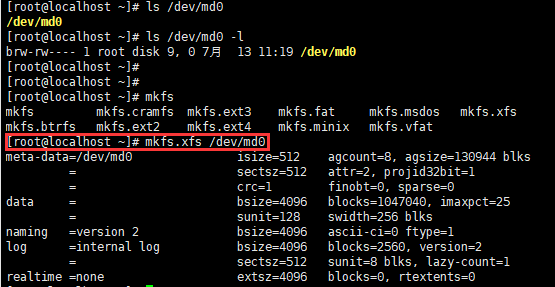 [root@localhost ~]# ls /dev/md0
/dev/md0
[root@localhost ~]# ls /dev/md0 -l
brw-rw---- 1 root disk 9, 0 7月  13 11:19 /dev/md0
[root@localhost ~]#
[root@localhost ~]#
[root@localhost ~]# mkfs
mkfs         mkfs.cramfs  mkfs.ext3    mkfs.fat     mkfs.msdos   mkfs.xfs
mkfs.btrfs   mkfs.ext2    mkfs.ext4    mkfs.minix   mkfs.vfat
[root@localhost ~]# mkfs.xfs /dev/md0
meta-data=/dev/md0               isize=512    agcount=8, agsize=130944 blks
         =                       sectsz=512   attr=2, projid32bit=1
         =                       crc=1        finobt=0, sparse=0
data     =                       bsize=4096   blocks=1047040, imaxpct=25
         =                       sunit=128    swidth=256 blks
naming   =version 2              bsize=4096   ascii-ci=0 ftype=1
log      =internal log           bsize=4096   blocks=2560, version=2
         =                       sectsz=512   sunit=8 blks, lazy-count=1
realtime =none                   extsz=4096   blocks=0, rtextents=0